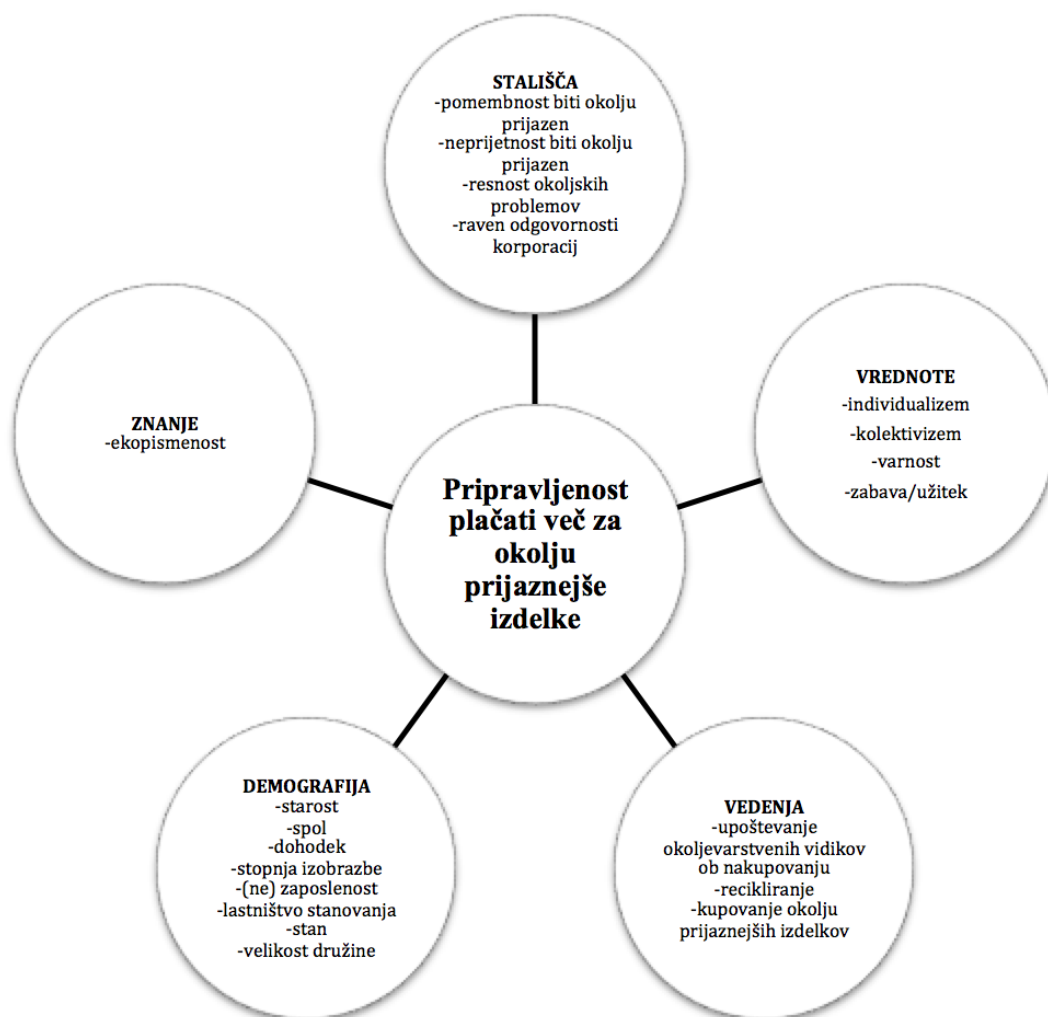 STALIŠČA
-pomembnost biti okolju
prijazen
-neprijetnost biti okolju
prijazen
-resnost okoljskih
problemov
-raven odgovornosti
korporacij
ZNANJE
-ekopismenost
VREDNOTE
-individualizem
-kolektivizem
-varnost
-zabava/užitek
Pripravljenost
plačati več za
okolju
prijaznejše
izdelke
DEMOGRAFIJA
-starost
-spol
-dohodek
-stopnja izobrazbe
-(ne) zaposlenost
-lastništvo stanovanja
-stan
-velikost družine
VEDENJA
-upoštevanje
okoljevarstvenih vidikov
ob nakupovanju
-recikliranje
-kupovanje okolju
prijaznejših izdelkov